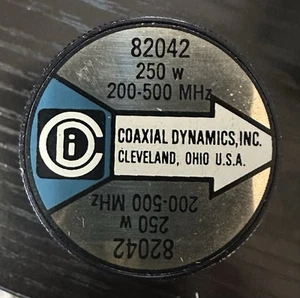 82042
250 w
200-500 MHz
COAXIAL DYNAMICS, INC.
CLEVELAND, OHIO U.S.A.
200-500 MHz
250 w
82042